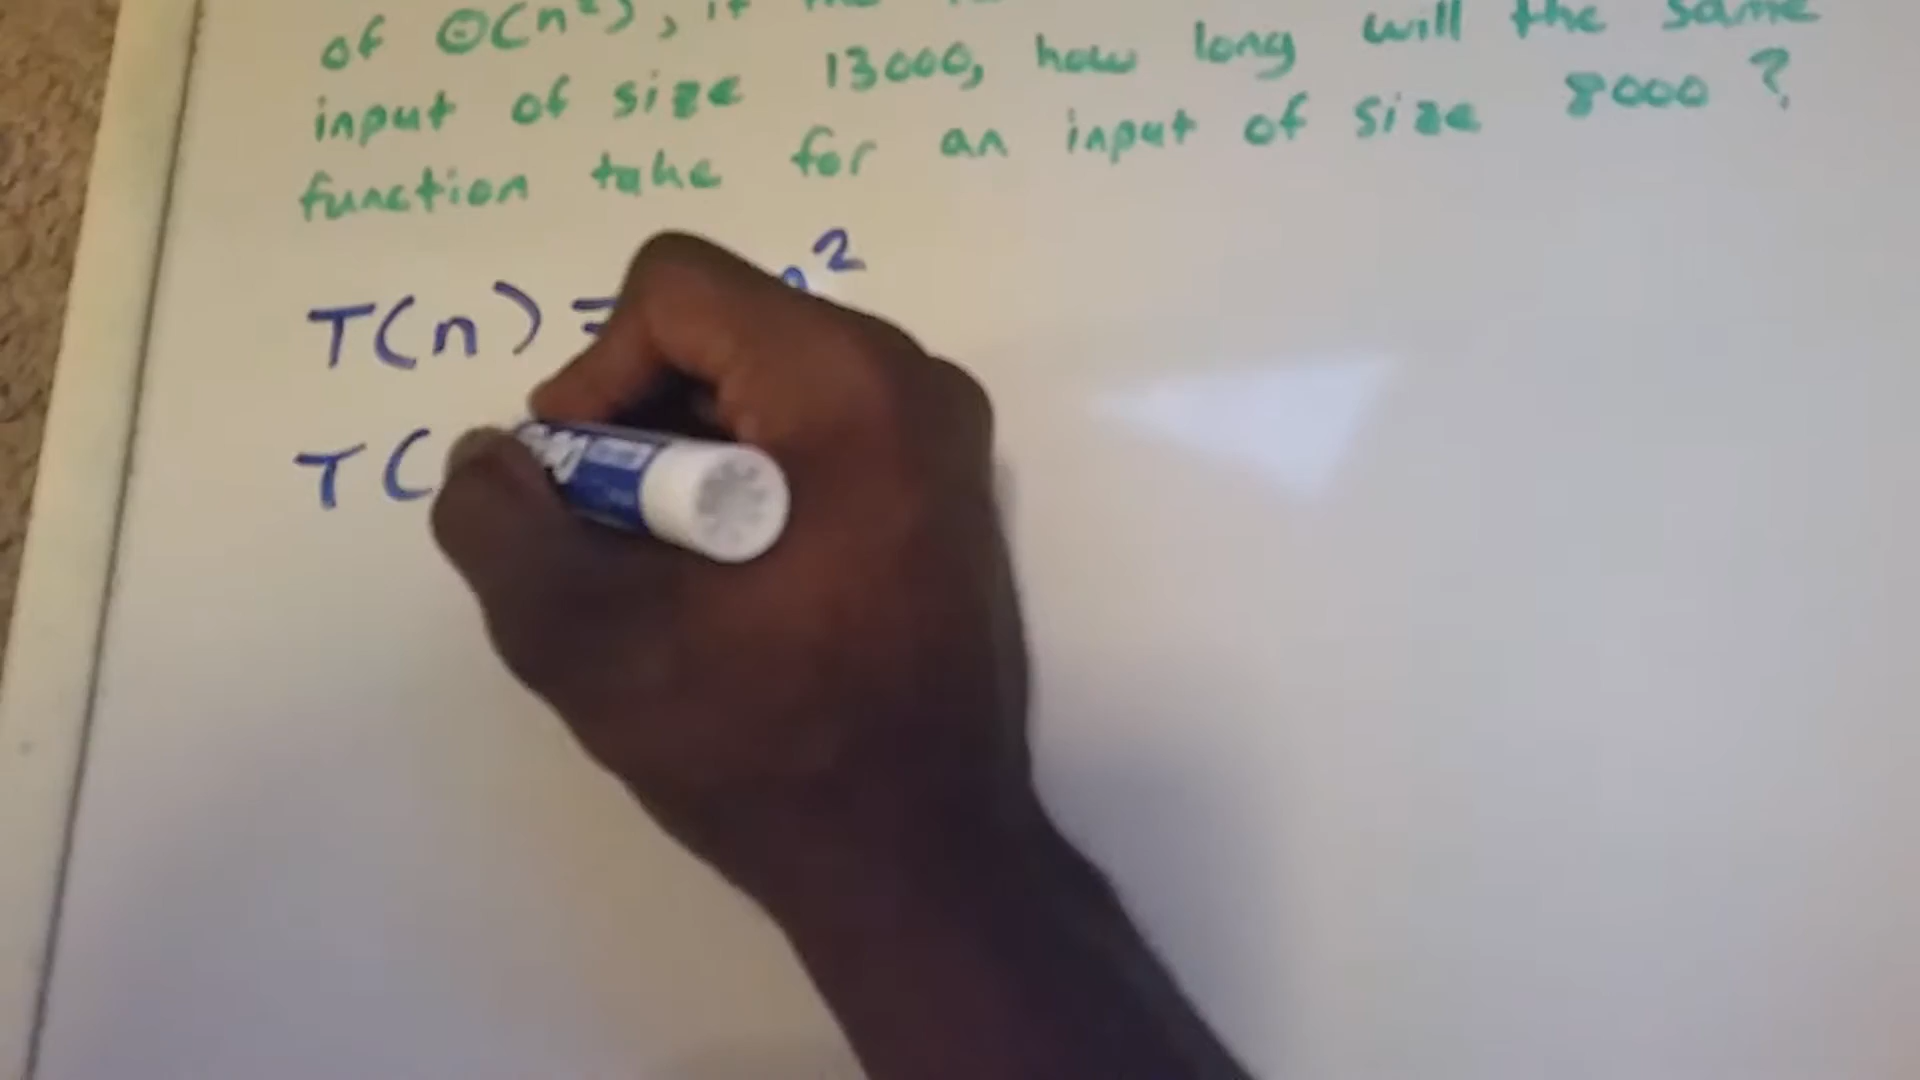 of Θ(n²), if the
input of size 13000, how long will the same
function take for an input of size 8000 ?
T(n) = n²
T(